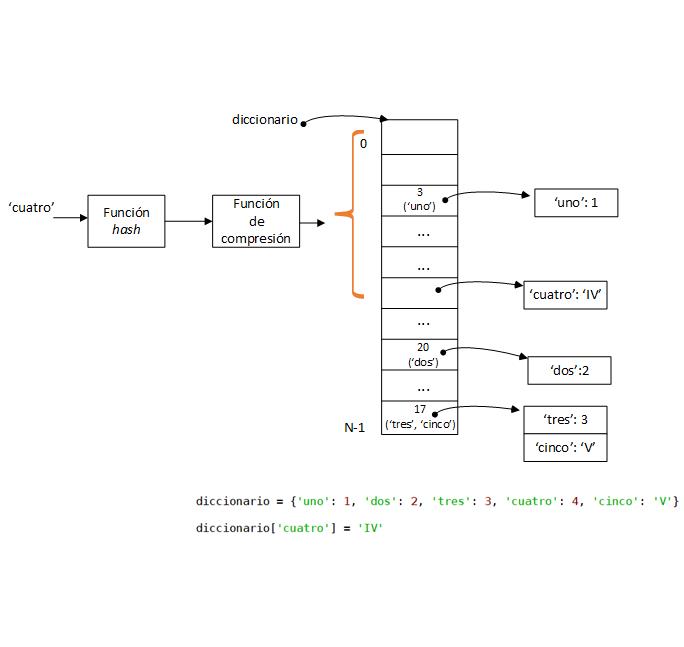 diccionario
0
‘cuatro’
Función
hash
Función
de
compresión
3
(‘uno’)
...
...
...
20
(‘dos’)
...
17
(‘tres’, ‘cinco’)
N-1
‘uno’: 1
‘cuatro’: ‘IV’
‘dos’:2
‘tres’: 3
‘cinco’: ‘V’
diccionario = {'uno': 1, 'dos': 2, 'tres': 3, 'cuatro': 4, 'cinco': 'V'}
diccionario['cuatro'] = 'IV'